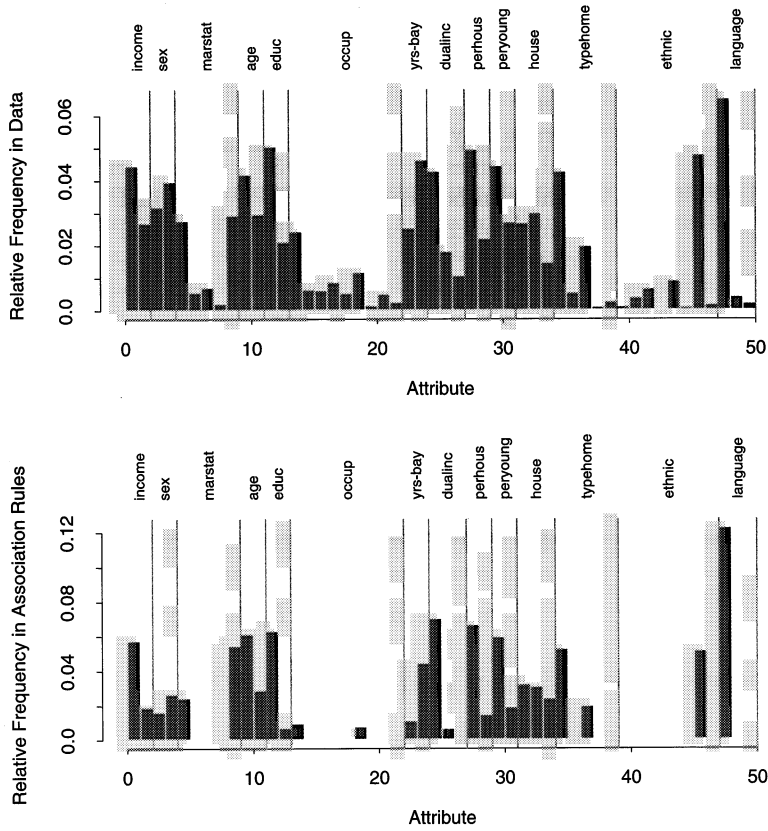 income sex marstat age educ occup yrs-bay dualinc perhous peryoung house typehome ethnic language
Relative Frequency in Data
0.06
0.04
0.02
0.0
0 10 20 30 40 50
Attribute
income sex marstat age educ occup yrs-bay dualinc perhous peryoung house typehome ethnic language
Relative Frequency in Association Rules
0.12
0.08
0.04
0.0
0 10 20 30 40 50
Attribute